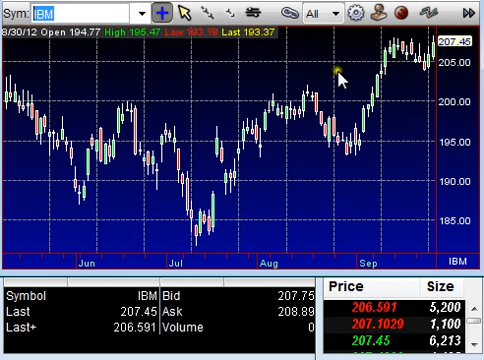 Sym: IBM All
8/30/12 Open 194.77 High 195.47 Low 193.18 Last 193.37
207.45
205.00
200.00
195.00
190.00
185.00
Jun Jul Aug Sep IBM
Symbol IBM Bid 207.75
Last 207.45 Ask 208.89
Last+ 206.591 Volume 0
Price Size
206.591 5,200
207.1029 1,100
207.45 6,213